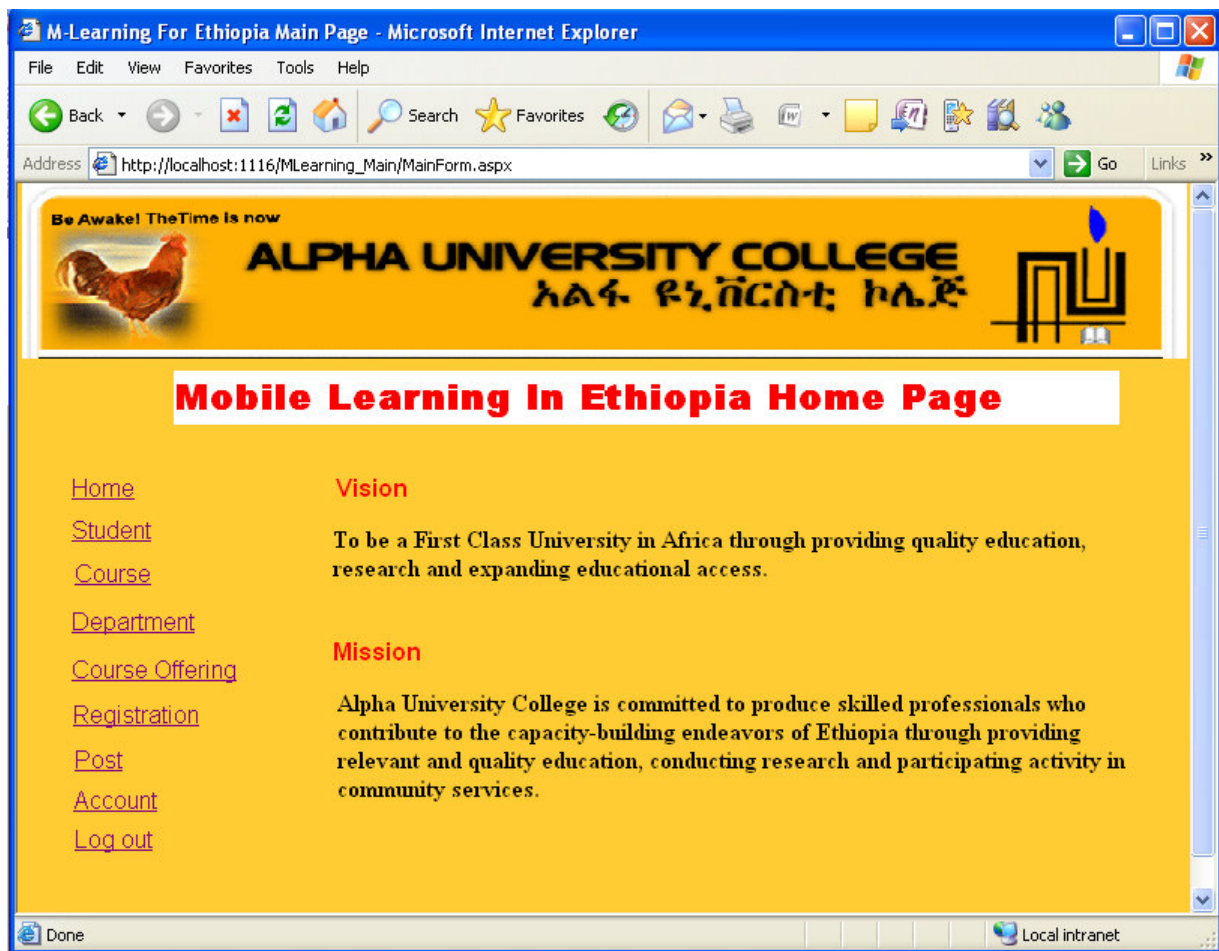 M-Learning For Ethiopia Main Page - Microsoft Internet Explorer
File Edit View Favorites Tools Help
Back Search Favorites
Address http://localhost:1116/MLearning_Main/MainForm.aspx Go Links »
Be Awake! TheTime is now
ALPHA UNIVERSITY COLLEGE
አልፋ ዩኒቨርስቲ ኮሌጅ
Mobile Learning In Ethiopia Home Page
Home
Student
Course
Department
Course Offering
Registration
Post
Account
Log out
Vision
To be a First Class University in Africa through providing quality education,
research and expanding educational access.
Mission
Alpha University College is committed to produce skilled professionals who
contribute to the capacity-building endeavors of Ethiopia through providing
relevant and quality education, conducting research and participating activity in
community services.
Done Local intranet